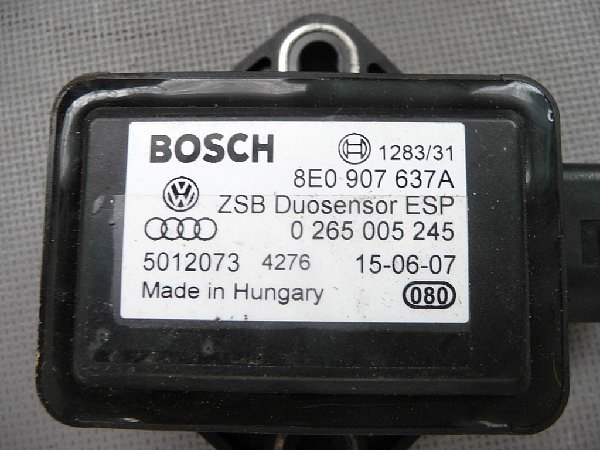 BOSCH 1283/31
8E0 907 637A
ZSB Duosensor ESP
0 265 005 245
5012073 4276 15-06-07
Made in Hungary 080